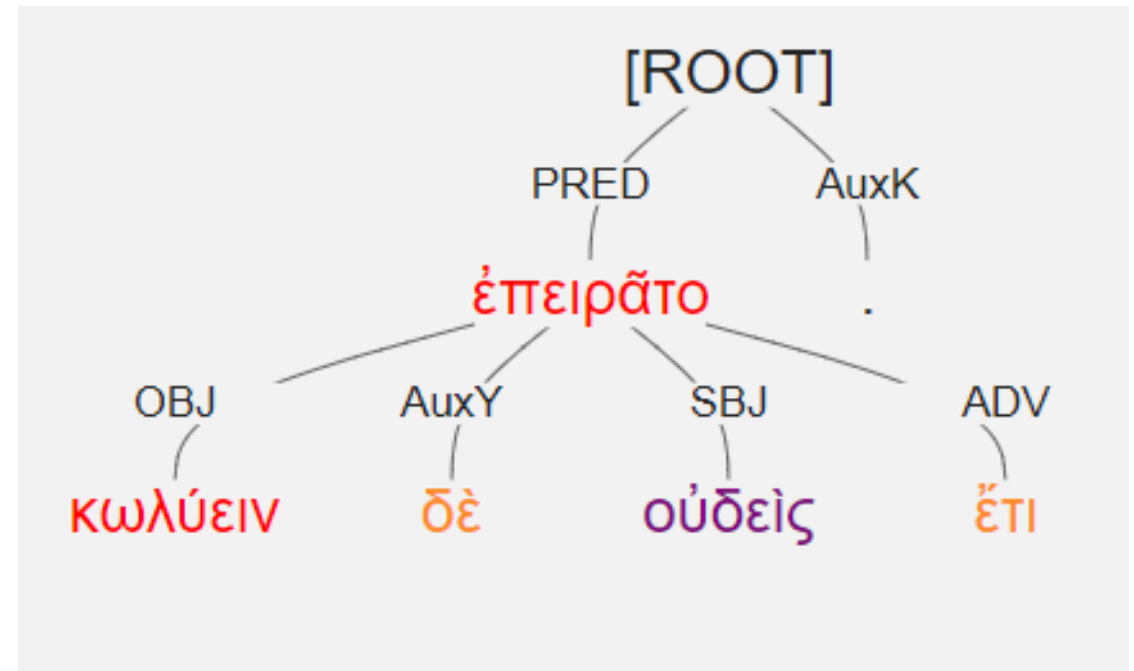 [ROOT]
PRED AuxK
ἐπειρᾶτο .
OBJ AuxY SBJ ADV
κωλύειν δὲ οὐδεὶς ἔτι